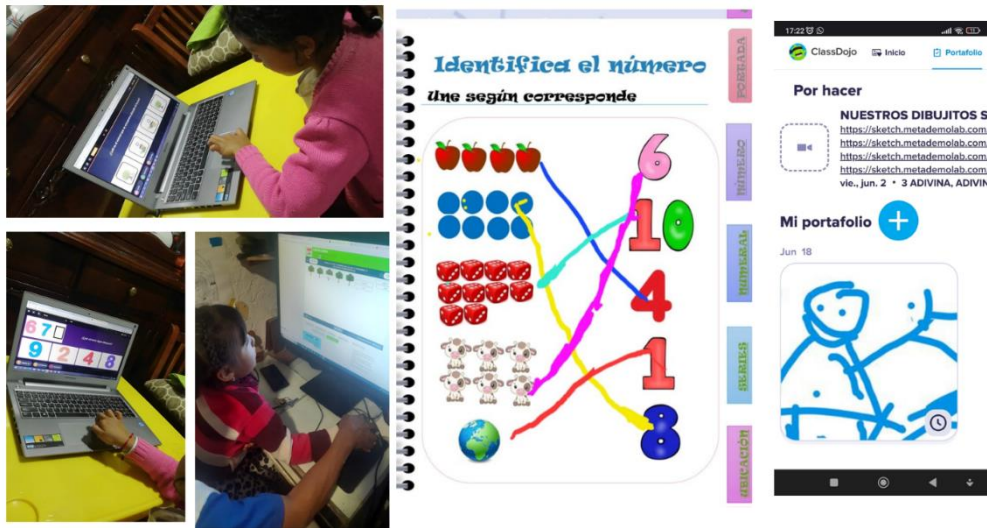 Identifica el número
Une según corresponde
6
10
4
1
8
PORTADA
NÚMERO
NUMERAL
SERIES
UBICACIÓN
17:22
ClassDojo Inicio Portafolio
Por hacer
NUESTROS DIBUJITOS S
https://sketch.metademolab.com
https://sketch.metademolab.com
https://sketch.metademolab.com
https://sketch.metademolab.com
vie., jun. 2 • 3 ADIVINA, ADIVIN
Mi portafolio
Jun 18
6 7
9 2 4 8